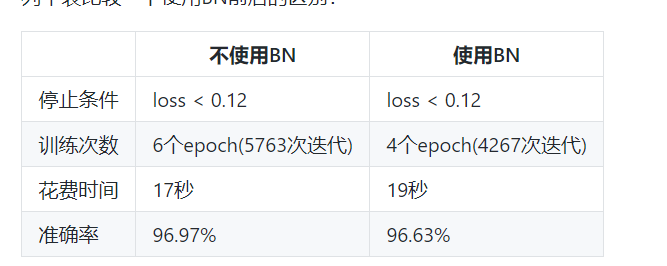 不使用BN 使用BN
停止条件 loss < 0.12 loss < 0.12
训练次数 6个epoch(5763次迭代) 4个epoch(4267次迭代)
花费时间 17秒 19秒
准确率 96.97% 96.63%